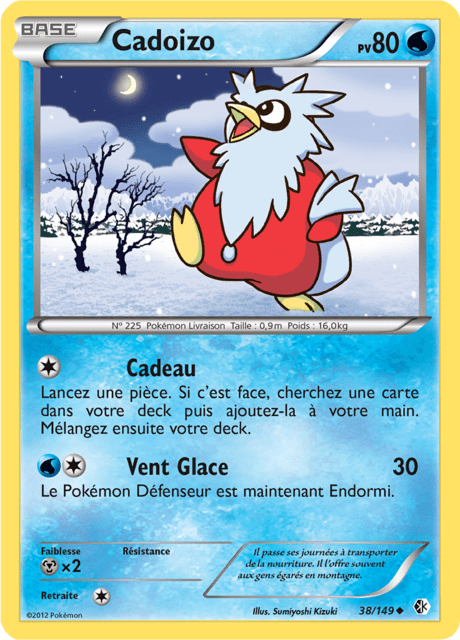 BASE
Cadoizo
PV80
N° 225 Pokémon Livraison Taille : 0,9m Poids : 16,0kg
Cadeau
Lancez une pièce. Si c'est face, cherchez une carte
dans votre deck puis ajoutez-la à votre main.
Mélangez ensuite votre deck.
Vent Glace 30
Le Pokémon Défenseur est maintenant Endormi.
Faiblesse Résistance
×2
Retraite
Il passe ses journées à transporter
de la nourriture. Il l'offre souvent
aux gens égarés en montagne.
©2012 Pokémon
Illus. Sumiyoshi Kizuki 38/149